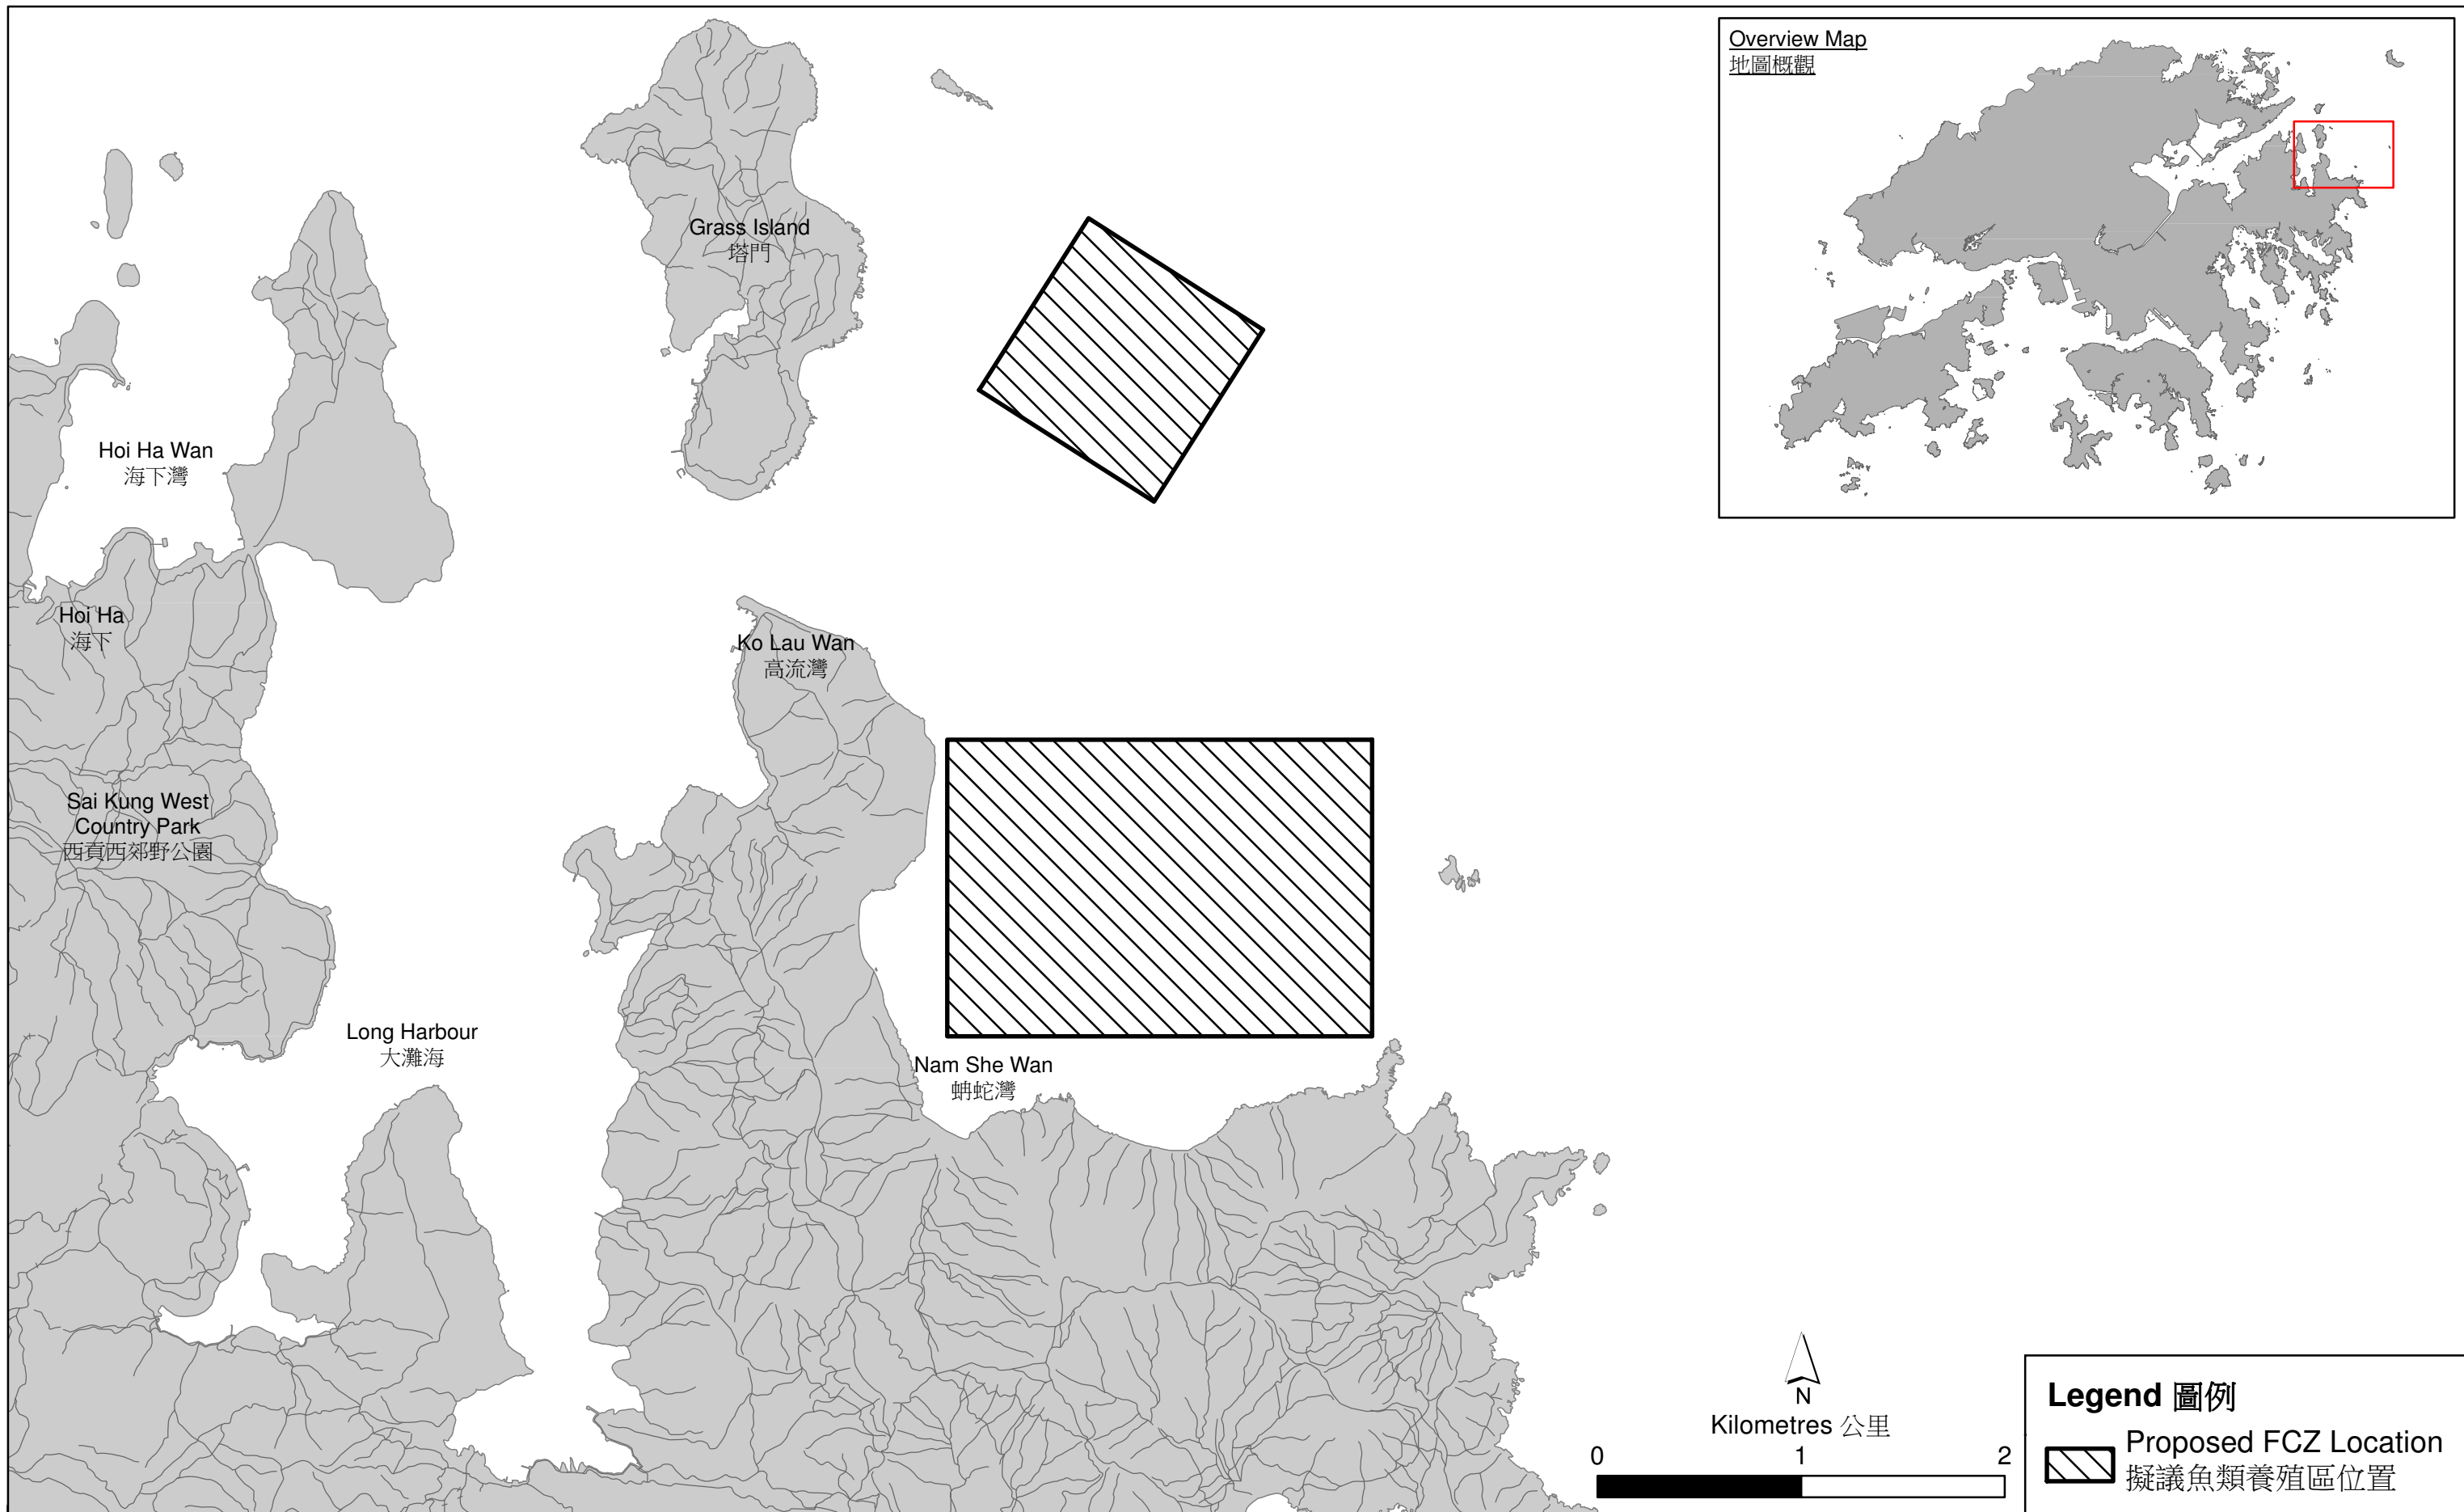 Overview Map
地圖概觀
Grass Island
塔門
Hoi Ha Wan
海下灣
Hoi Ha
海下
Ko Lau Wan
高流灣
Sai Kung West
Country Park
西貢西郊野公園
Long Harbour
大灘海
Nam She Wan
蚺蛇灣
N
Kilometres 公里
0 1 2
Legend 圖例
Proposed FCZ Location
擬議魚類養殖區位置